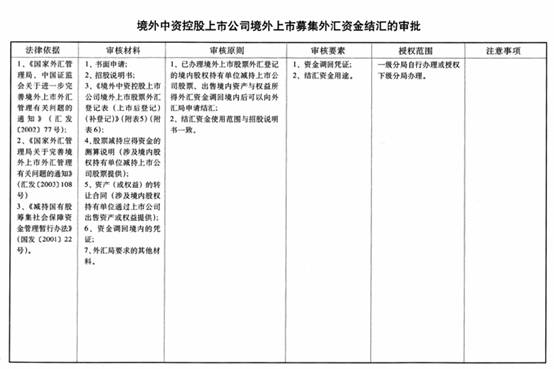 境外中资控股上市公司境外上市募集外汇资金结汇的审批
法律依据
审核材料
审核原则
审核要素
授权范围
注意事项
1、《国家外汇管理
局、中国证监
会关于进一步完
善境外上市外汇
管理有关问题的
通知》（汇发
〔2002〕77号）；
2、《国家外汇管
理局关于完善境
外上市外汇管理
有关问题的通知》
（汇发〔2003〕108
号）
3、《减持国有股
筹集社会保障资
金管理暂行办法》
（国发〔2001〕22
号）。
1、书面申请；
2、招股说明书；
3、《境外中资控股上市
公司境外上市股票外汇
登记表（上市后登记）
（补登记）》（附表5）（附
表6）；
4、股票减持应得资金的
测算说明（涉及境内股
权持有单位减持上市公
司股票提供）；
5、资产（或权益）的转
让合同（涉及境内股权
持有单位通过上市公司
出售资产或权益提供）；
6、资金调回境内的凭
证；
7、外汇局要求的其他材
料。
1、已办理境外上市股票外汇登记
的境内股权持有单位减持上市公
司股票、出售境内资产与权益所
得外汇资金调回境内后可以向外
汇局申请结汇；
2、结汇资金使用范围与招股说明
书一致。
1、资金调回凭证；
2、结汇资金用途。
一级分局自行办理或授权
下级分局办理。